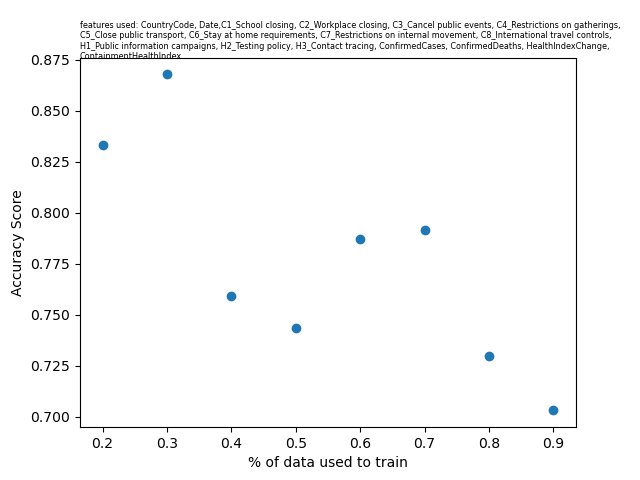 features used: CountryCode, Date,C1_School closing, C2_Workplace closing, C3_Cancel public events, C4_Restrictions on gatherings,
C5_Close public transport, C6_Stay at home requirements, C7_Restrictions on internal movement, C8_International travel controls,
H1_Public information campaigns, H2_Testing policy, H3_Contact tracing, ConfirmedCases, ConfirmedDeaths, HealthIndexChange,
ContainmentHealthIndex
0.875
0.850
0.825
0.800
0.775
0.750
0.725
0.700
Accuracy Score
0.2 0.3 0.4 0.5 0.6 0.7 0.8 0.9
% of data used to train